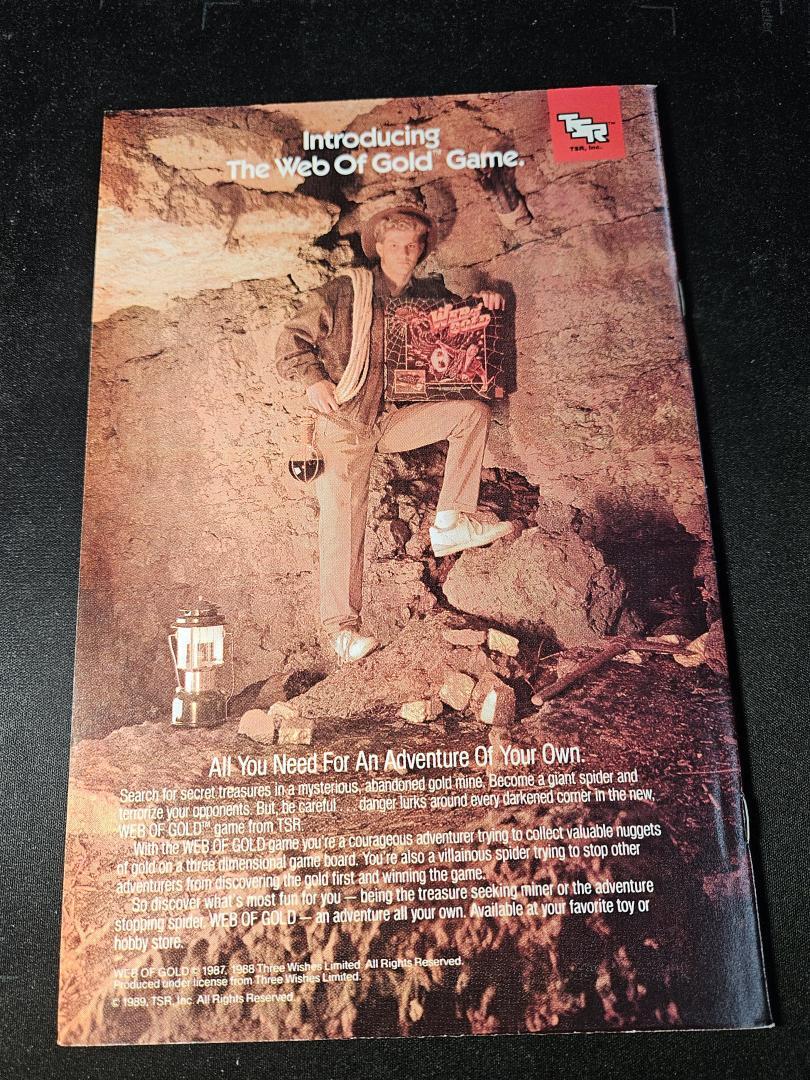 Introducing
The Web Of Gold™ Game.
TSR™
TSR, Inc.
WEB OF GOLD
All You Need For An Adventure Of Your Own.
Search for secret treasures in a mysterious, abandoned gold mine. Become a giant spider and
terrorize your opponents. But, be careful . . . danger lurks around every darkened corner in the new,
WEB OF GOLD™ game from TSR.
With the WEB OF GOLD game you're a courageous adventurer trying to collect valuable nuggets
of gold on a three dimensional game board. You're also a villainous spider trying to stop other
adventurers from discovering the gold first and winning the game.
So discover what's most fun for you — being the treasure seeking miner or the adventure
stopping spider. WEB OF GOLD — an adventure all your own. Available at your favorite toy or
hobby store.
WEB OF GOLD © 1987, 1988 Three Wishes Limited. All Rights Reserved.
Produced under license from Three Wishes Limited.
© 1989, TSR, Inc. All Rights Reserved.